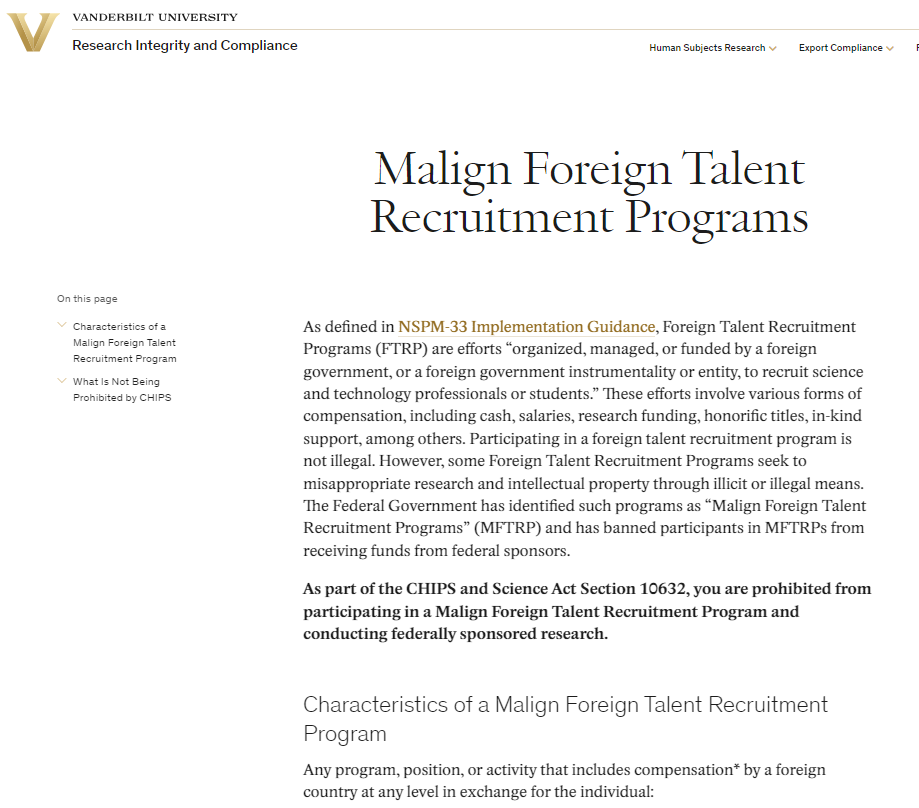 VANDERBILT UNIVERSITY
Research Integrity and Compliance
Human Subjects Research
Export Compliance
Malign Foreign Talent
Recruitment Programs
On this page
Characteristics of a
Malign Foreign Talent
Recruitment Program
What Is Not Being
Prohibited by CHIPS
As defined in NSPM-33 Implementation Guidance, Foreign Talent Recruitment
Programs (FTRP) are efforts “organized, managed, or funded by a foreign
government, or a foreign government instrumentality or entity, to recruit science
and technology professionals or students.” These efforts involve various forms of
compensation, including cash, salaries, research funding, honorific titles, in-kind
support, among others. Participating in a foreign talent recruitment program is
not illegal. However, some Foreign Talent Recruitment Programs seek to
misappropriate research and intellectual property through illicit or illegal means.
The Federal Government has identified such programs as “Malign Foreign Talent
Recruitment Programs” (MFTRP) and has banned participants in MFTRPs from
receiving funds from federal sponsors.
As part of the CHIPS and Science Act Section 10632, you are prohibited from
participating in a Malign Foreign Talent Recruitment Program and
conducting federally sponsored research.
Characteristics of a Malign Foreign Talent Recruitment
Program
Any program, position, or activity that includes compensation* by a foreign
country at any level in exchange for the individual: